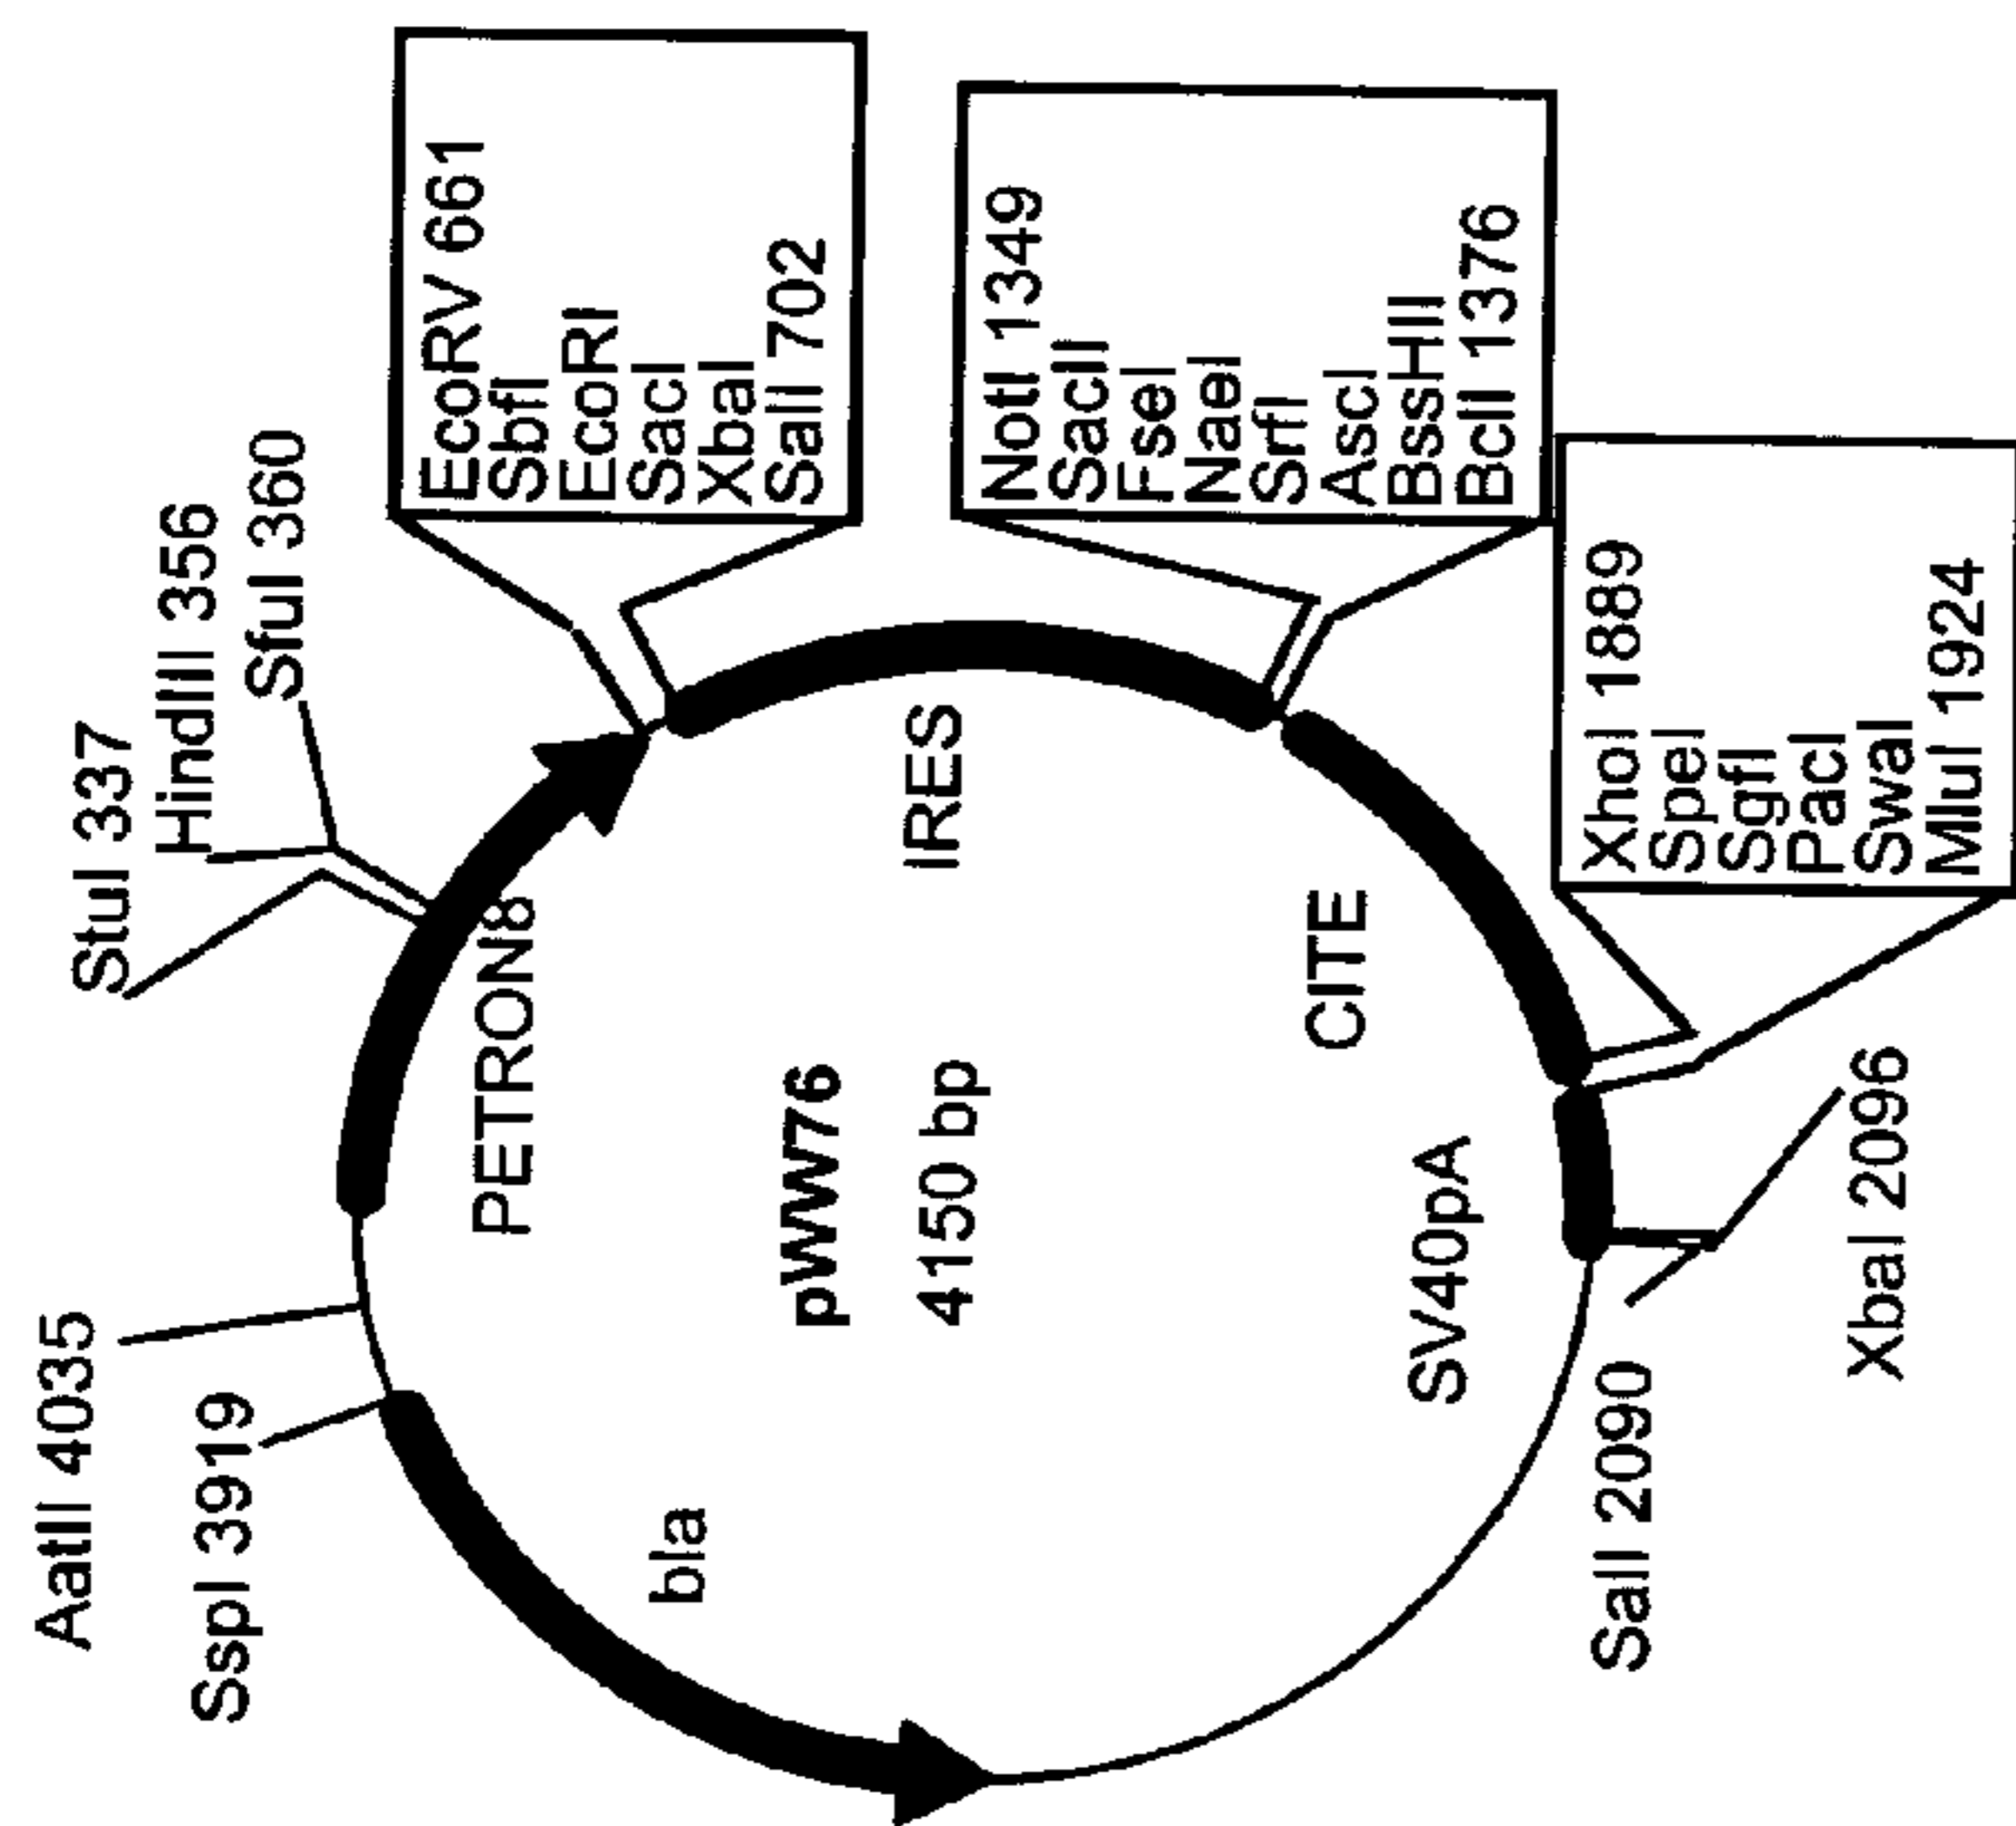 AatII 4035
SspI 3919
StuI 337
HindIII 356
SfuI 360
EcoRV 661
SbfI
EcoRI
SacI
XbaI
SalI 702
NotI 1349
SacII
FseI
NaeI
SrfI
AscI
BssHII
BclI 1376
XhoI 1889
SpeI
SgfI
PacI
SwaI
MluI 1924
PETRON8
IRES
CITE
SV40pA
bla
pWW76
4150 bp
SalI 2090
XbaI 2096